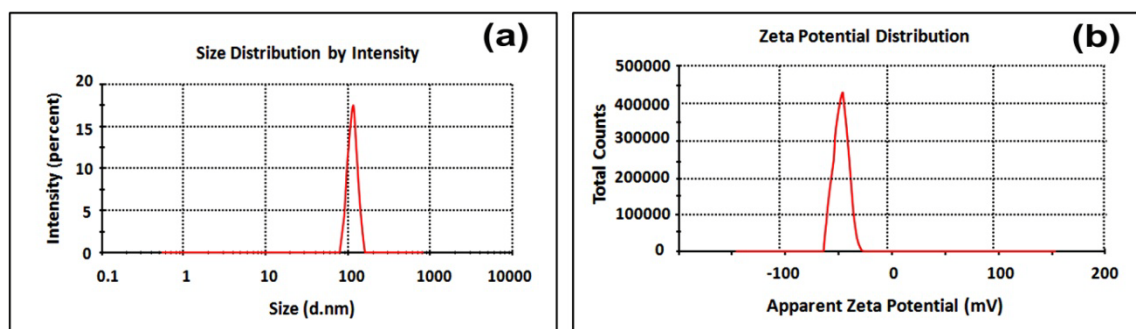 (a)
Size Distribution by Intensity
Intensity (percent)
20
15
10
5
0
0.1 1 10 100 1000 10000
Size (d.nm)
(b)
Zeta Potential Distribution
Total Counts
500000
400000
300000
200000
100000
0
-100 0 100 200
Apparent Zeta Potential (mV)